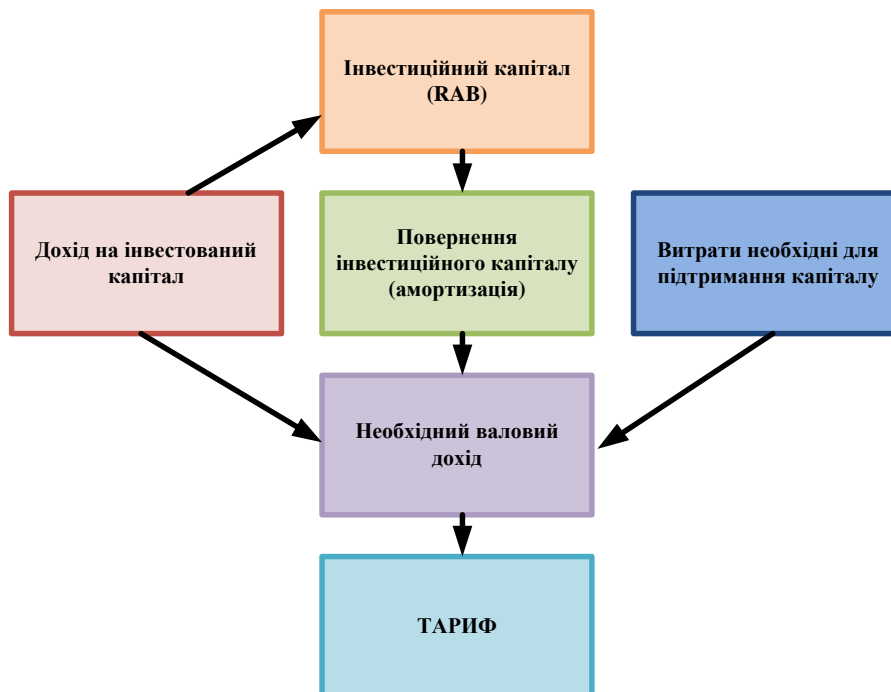 Інвестиційний капітал
(RAB)
Дохід на інвестований
капітал
Повернення
інвестиційного капіталу
(амортизація)
Витрати необхідні для
підтримання капіталу
Необхідний валовий
дохід
ТАРИФ